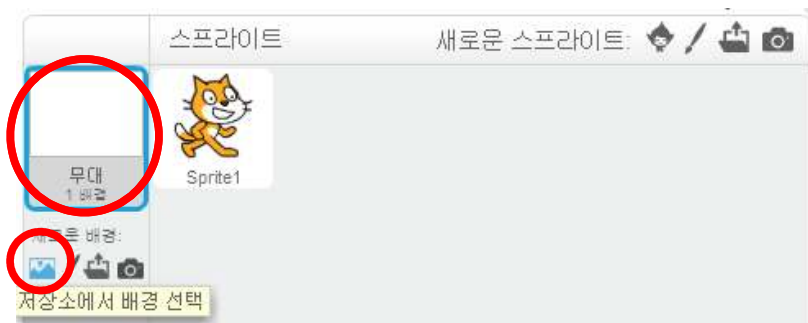 스프라이트
새로운 스프라이트:
무대
1 배경
Sprite1
새로운 배경:
저장소에서 배경 선택